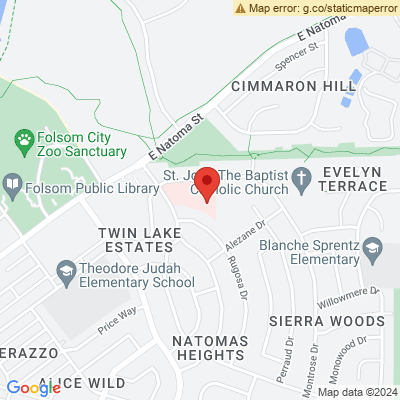 Map error: g.co/staticmaperror
E Natoma St
Spencer St
CIMMARON HILL
Folsom City
Zoo Sanctuary
E Natoma St
St. John The Baptist
Catholic Church
EVELYN
TERRACE
Folsom Public Library
TWIN LAKE
ESTATES
Alezane Dr
Rugosa Dr
Blanche Sprentz
Elementary
Theodore Judah
Elementary School
Willowmere D
Price Way
SIERRA WOODS
NATOMAS
HEIGHTS
ERAZZO
Perraud Dr
Montrose Dr
Monowood Dr
ALICE WILD
Google
Map data ©2024